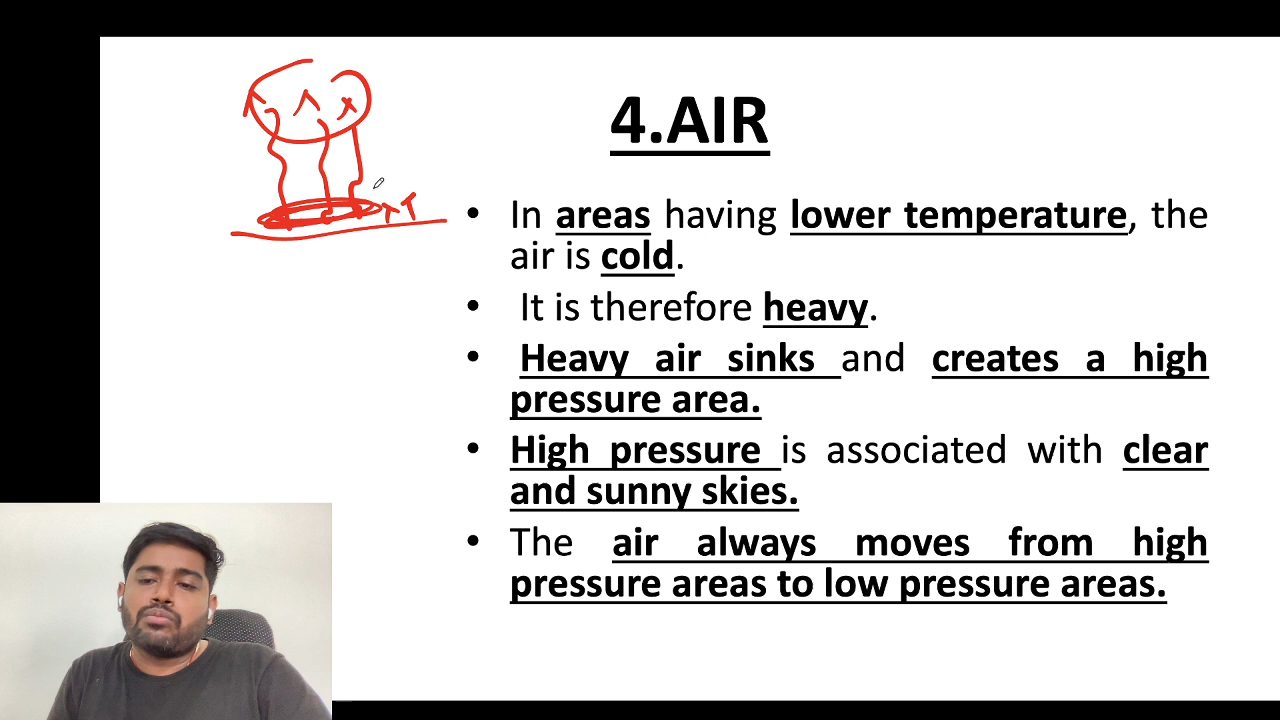 4.AIR
• In areas having lower temperature, the
air is cold.
• It is therefore heavy.
• Heavy air sinks and creates a high
pressure area.
• High pressure is associated with clear
and sunny skies.
• The air always moves from high
pressure areas to low pressure areas.